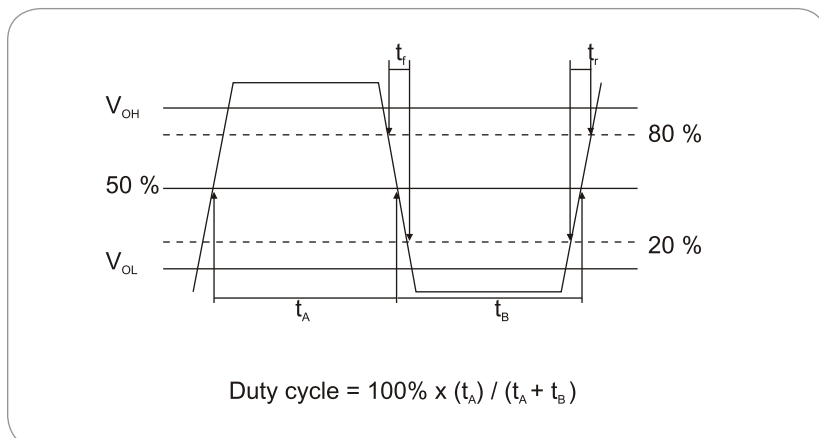 t_f t_r
V_OH
80 %
50 %
20 %
V_OL
t_A t_B
Duty cycle = 100% x (t_A) / (t_A + t_B)